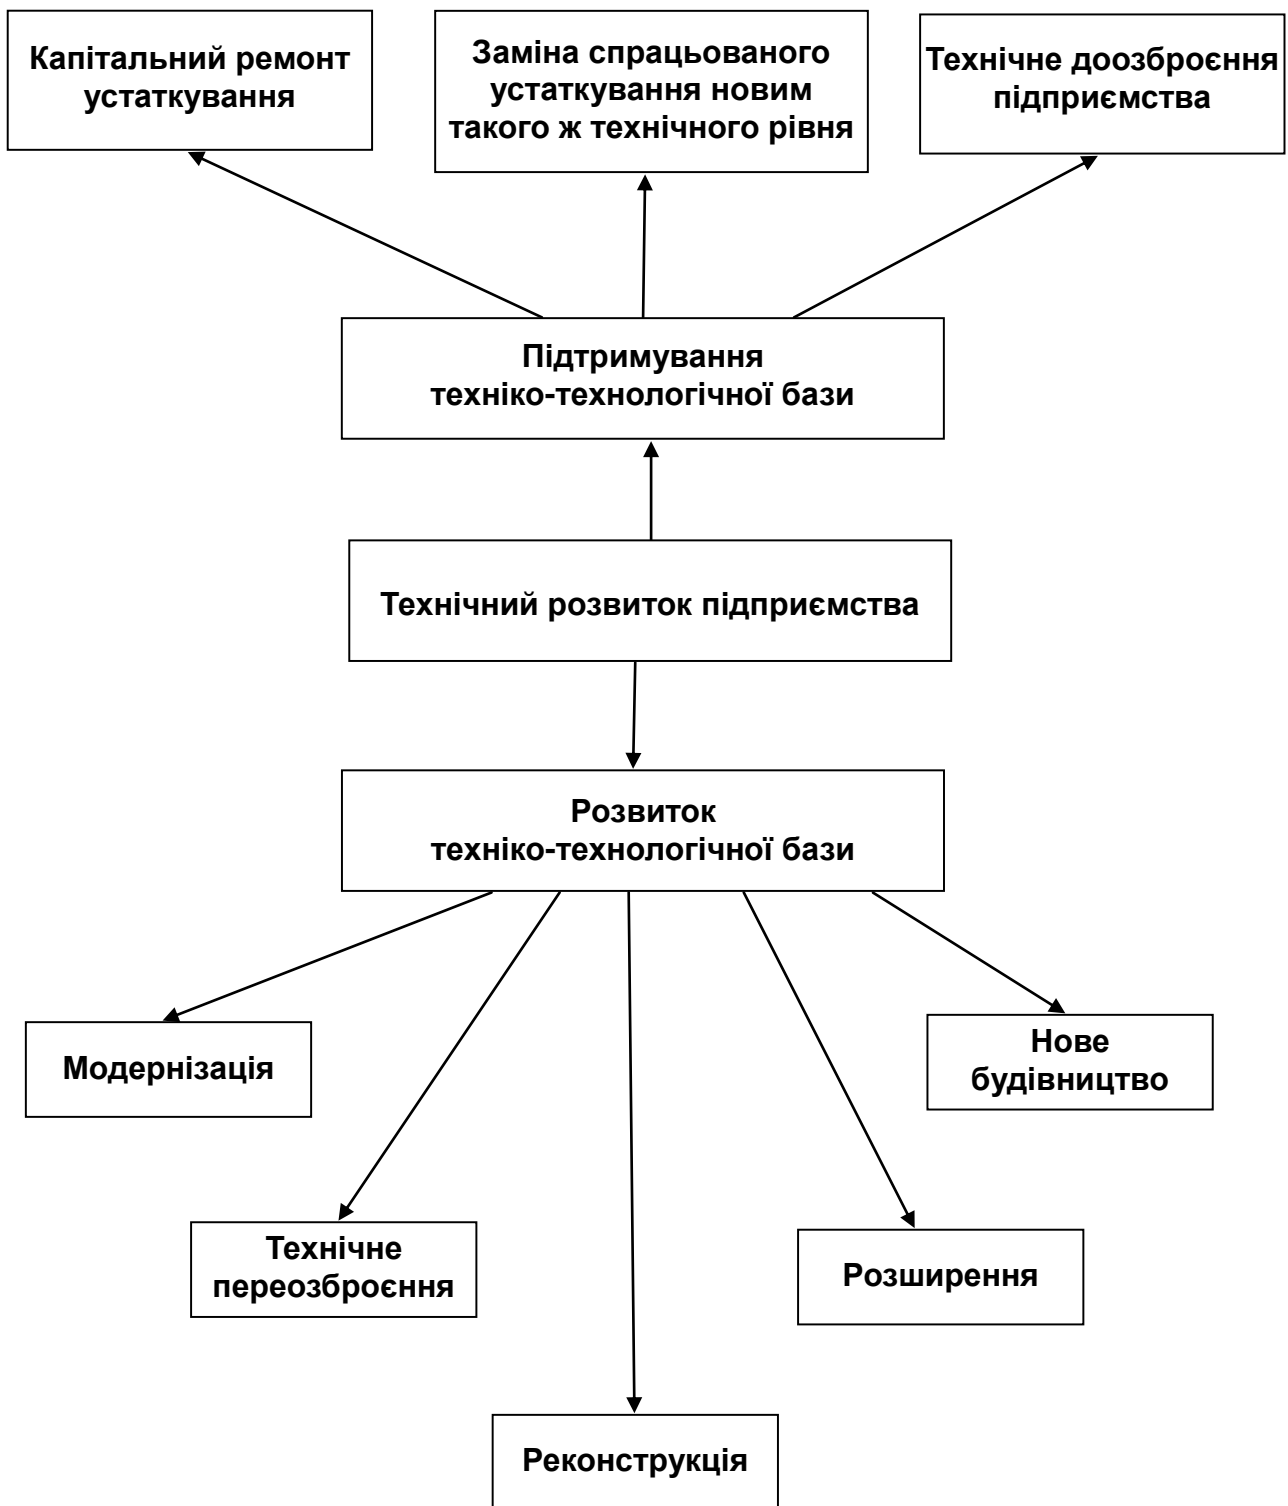 Капітальний ремонт
устаткування
Заміна спрацьованого
устаткування новим
такого ж технічного рівня
Технічне доозброєння
підприємства
Підтримування
техніко-технологічної бази
Технічний розвиток підприємства
Розвиток
техніко-технологічної бази
Модернізація
Нове
будівництво
Технічне
переозброєння
Розширення
Реконструкція